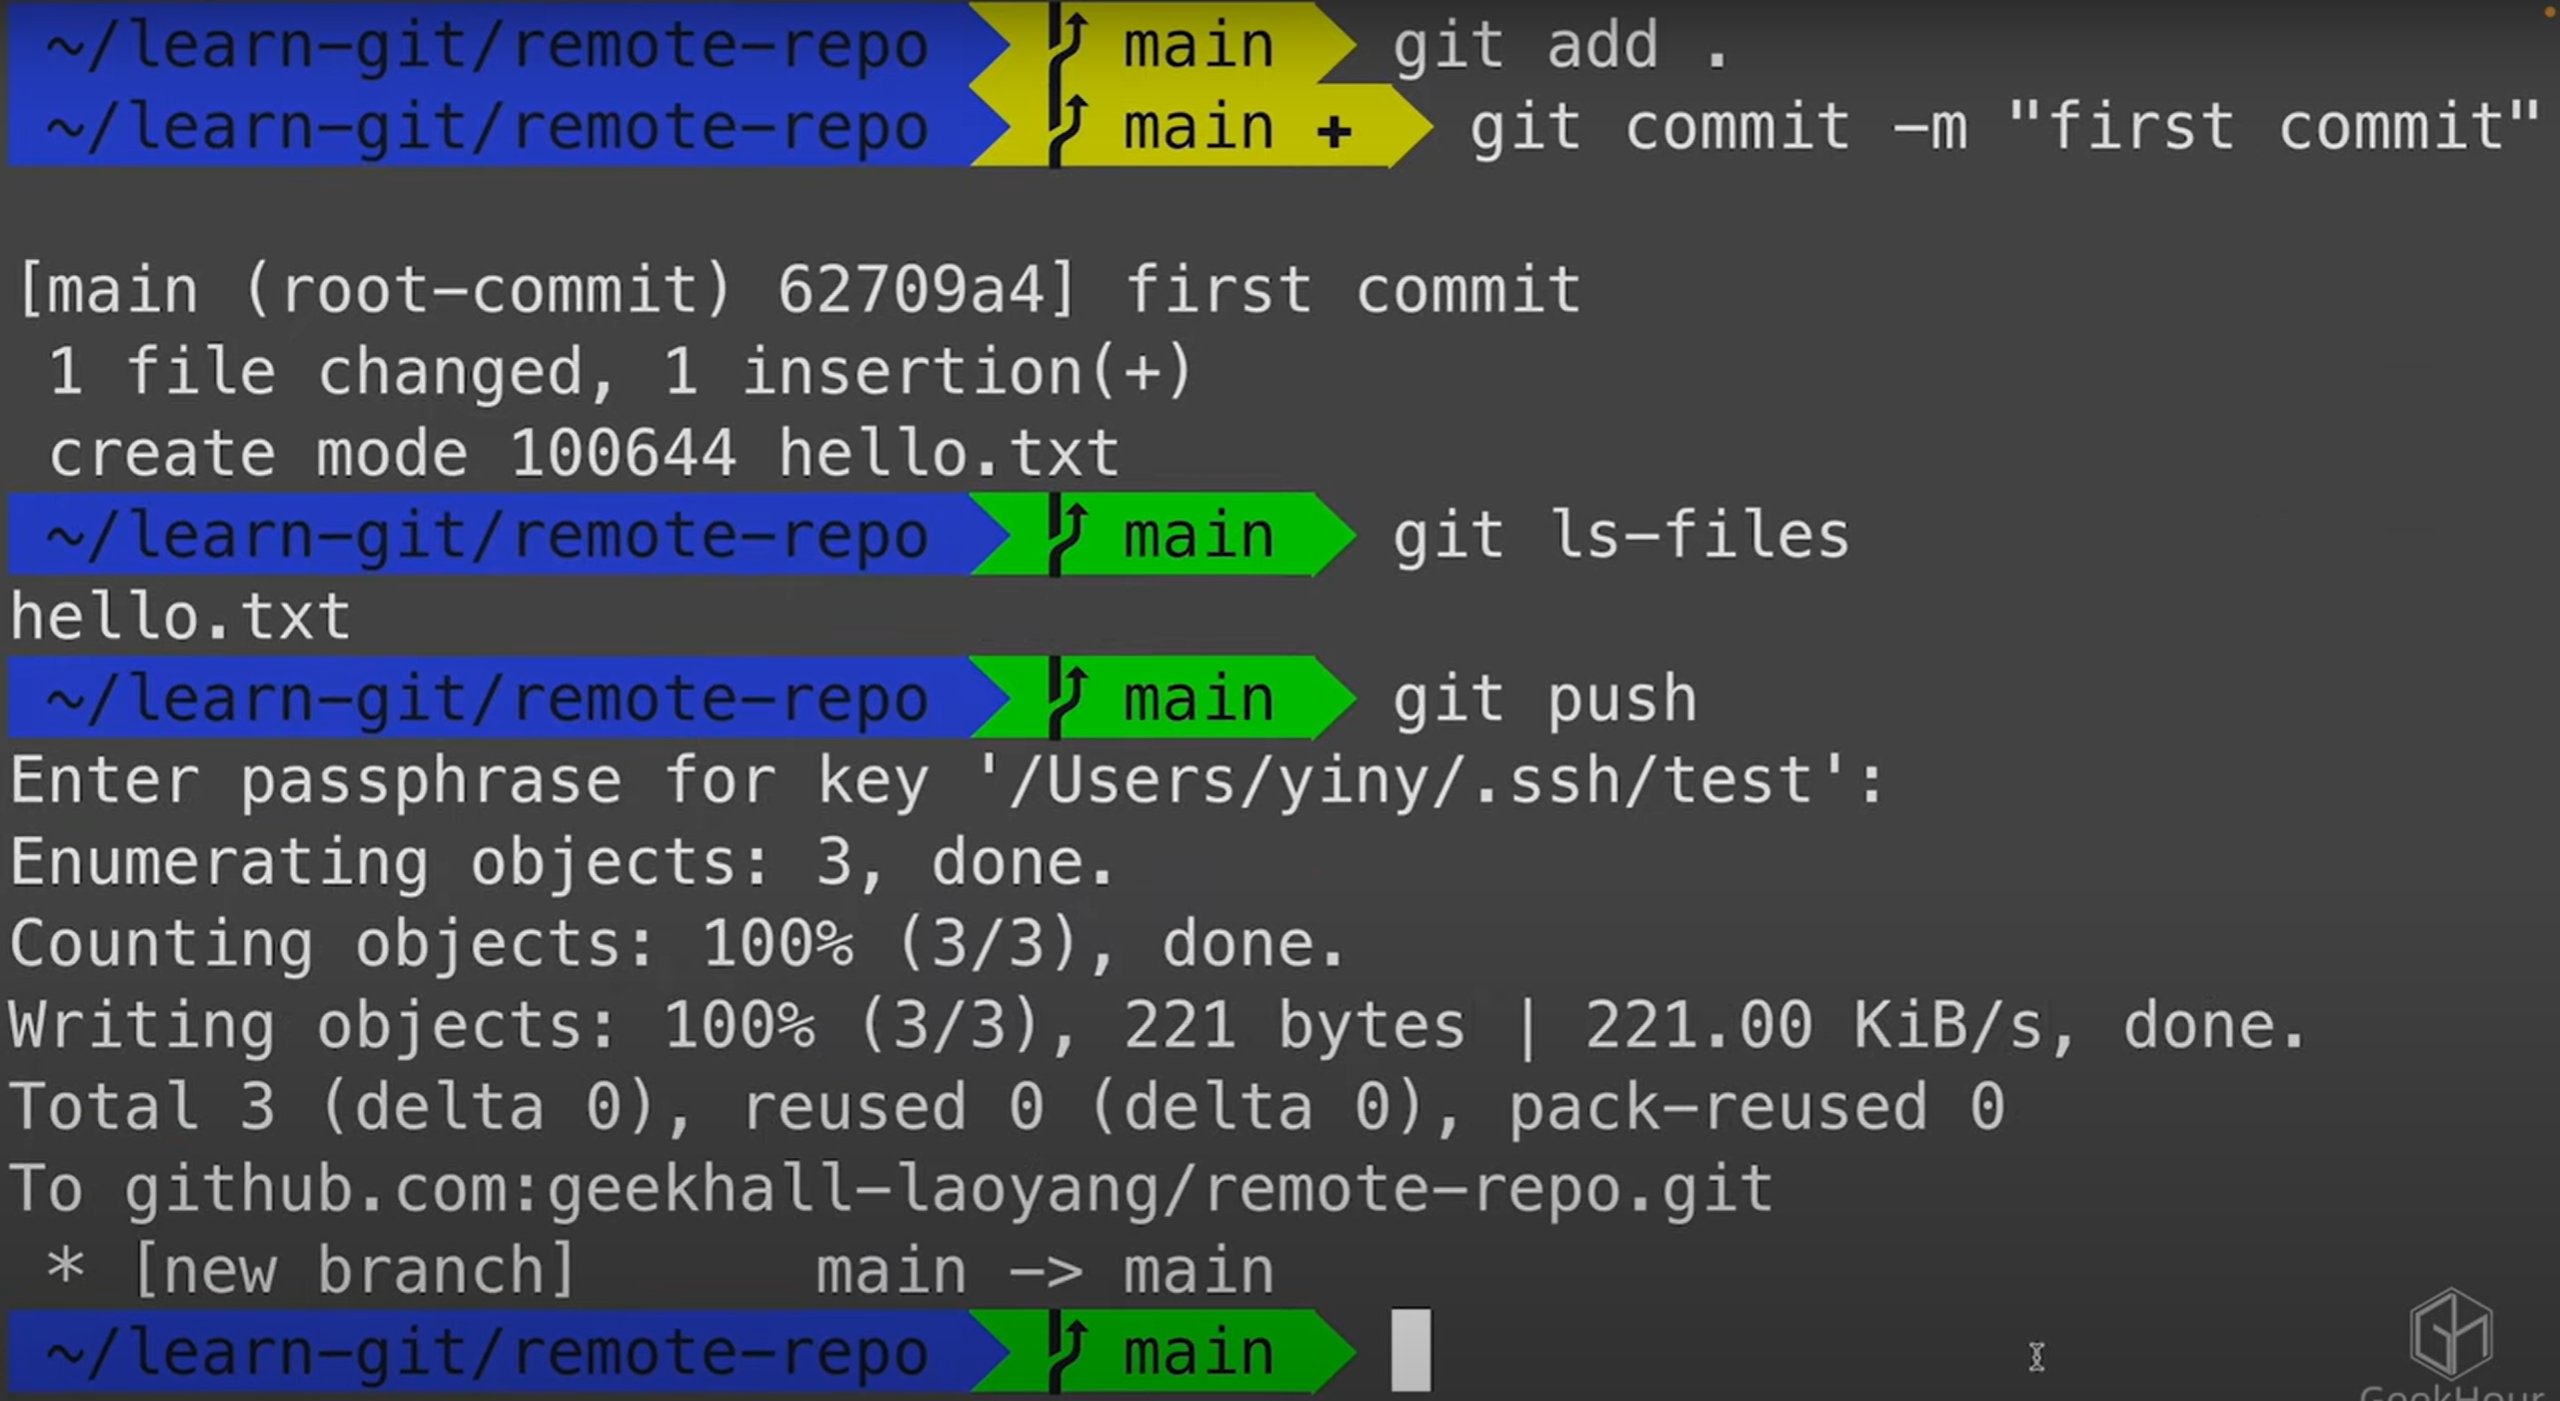 ~/learn-git/remote-repo main git add .
~/learn-git/remote-repo main + git commit -m "first commit"
[main (root-commit) 62709a4] first commit
1 file changed, 1 insertion(+)
create mode 100644 hello.txt
~/learn-git/remote-repo main git ls-files
hello.txt
~/learn-git/remote-repo main git push
Enter passphrase for key '/Users/yiny/.ssh/test':
Enumerating objects: 3, done.
Counting objects: 100% (3/3), done.
Writing objects: 100% (3/3), 221 bytes | 221.00 KiB/s, done.
Total 3 (delta 0), reused 0 (delta 0), pack-reused 0
To github.com:geekhall-laoyang/remote-repo.git
* [new branch] main -> main
~/learn-git/remote-repo main
GeekHour